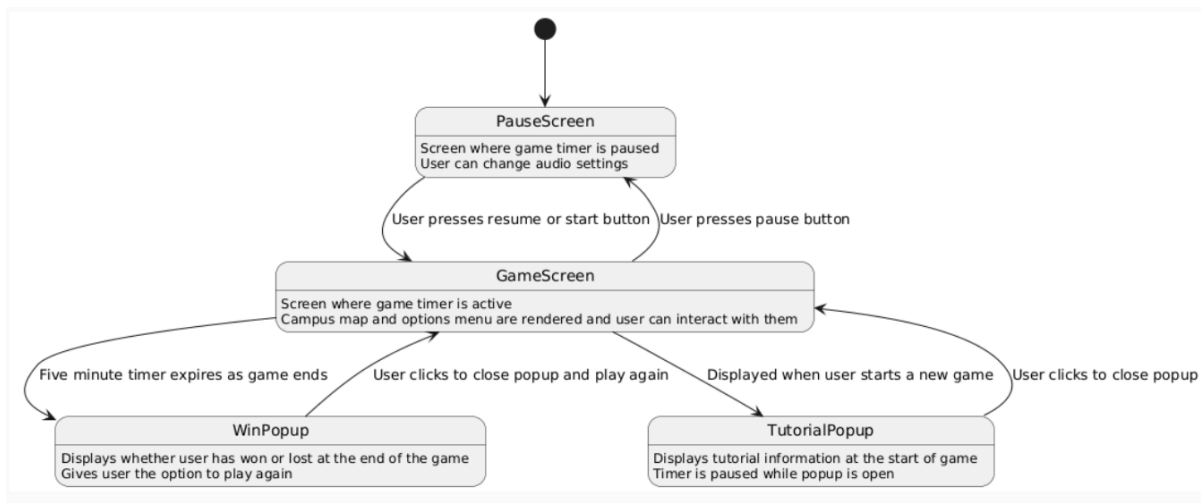 PauseScreen
Screen where game timer is paused
User can change audio settings
User presses resume or start button
User presses pause button
GameScreen
Screen where game timer is active
Campus map and options menu are rendered and user can interact with them
Five minute timer expires as game ends
User clicks to close popup and play again
Displayed when user starts a new game
User clicks to close popup
WinPopup
Displays whether user has won or lost at the end of the game
Gives user the option to play again
TutorialPopup
Displays tutorial information at the start of game
Timer is paused while popup is open